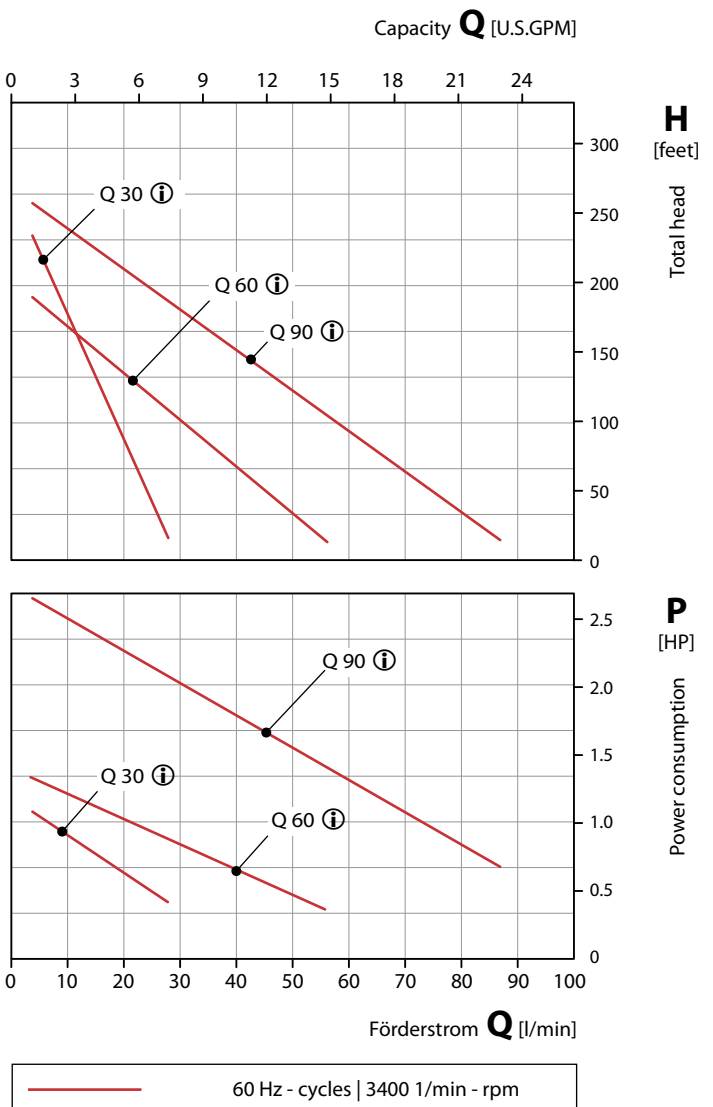 Capacity Q [U.S.GPM]
0 3 6 9 12 15 18 21 24
H
[feet]
Total head
300
250
200
150
100
50
0
Q 30 i
Q 60 i
Q 90 i
P
[HP]
Power consumption
2.5
2.0
1.5
1.0
0.5
0
Q 90 i
Q 30 i
Q 60 i
0 10 20 30 40 50 60 70 80 90 100
Förderstrom Q [l/min]
60 Hz - cycles | 3400 1/min - rpm